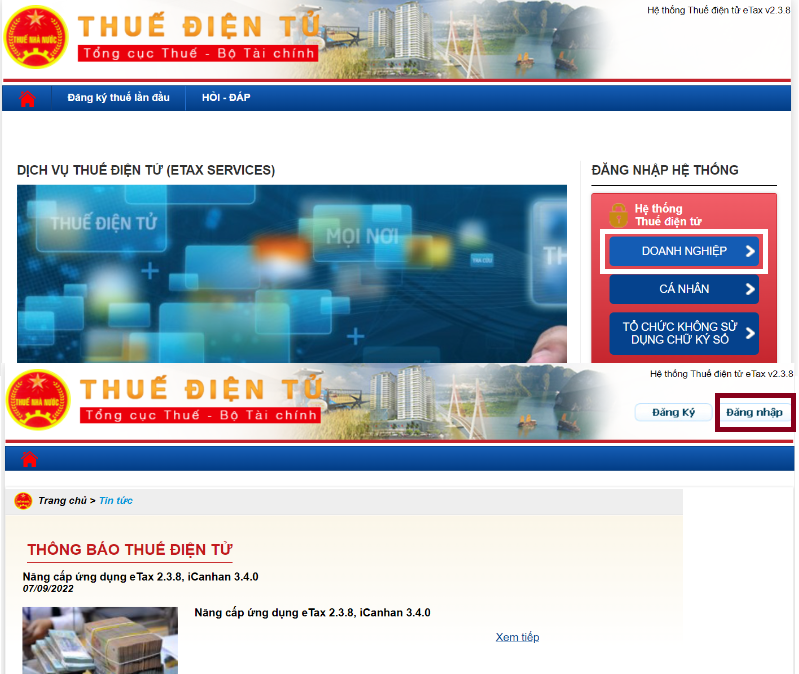 Hệ thống Thuế điện tử eTax v2.3.8
THUẾ NHÀ NƯỚC
THUẾ ĐIỆN TỬ
Tổng cục Thuế - Bộ Tài chính
Đăng ký thuế lần đầu HỎI - ĐÁP
DỊCH VỤ THUẾ ĐIỆN TỬ (ETAX SERVICES)
THUẾ ĐIỆN TỬ
MỌI NƠI
TRA CỨU
TH
ĐĂNG NHẬP HỆ THỐNG
Hệ thống
Thuế điện tử
DOANH NGHIỆP
CÁ NHÂN
TỔ CHỨC KHÔNG SỬ
DỤNG CHỮ KÝ SỐ
Hệ thống Thuế điện tử eTax v2.3.8
THUẾ NHÀ NƯỚC
THUẾ ĐIỆN TỬ
Tổng cục Thuế - Bộ Tài chính
Đăng Ký Đăng nhập
Trang chủ > Tin tức
THÔNG BÁO THUẾ ĐIỆN TỬ
Nâng cấp ứng dụng eTax 2.3.8, iCanhan 3.4.0
07/09/2022
Nâng cấp ứng dụng eTax 2.3.8, iCanhan 3.4.0
Xem tiếp